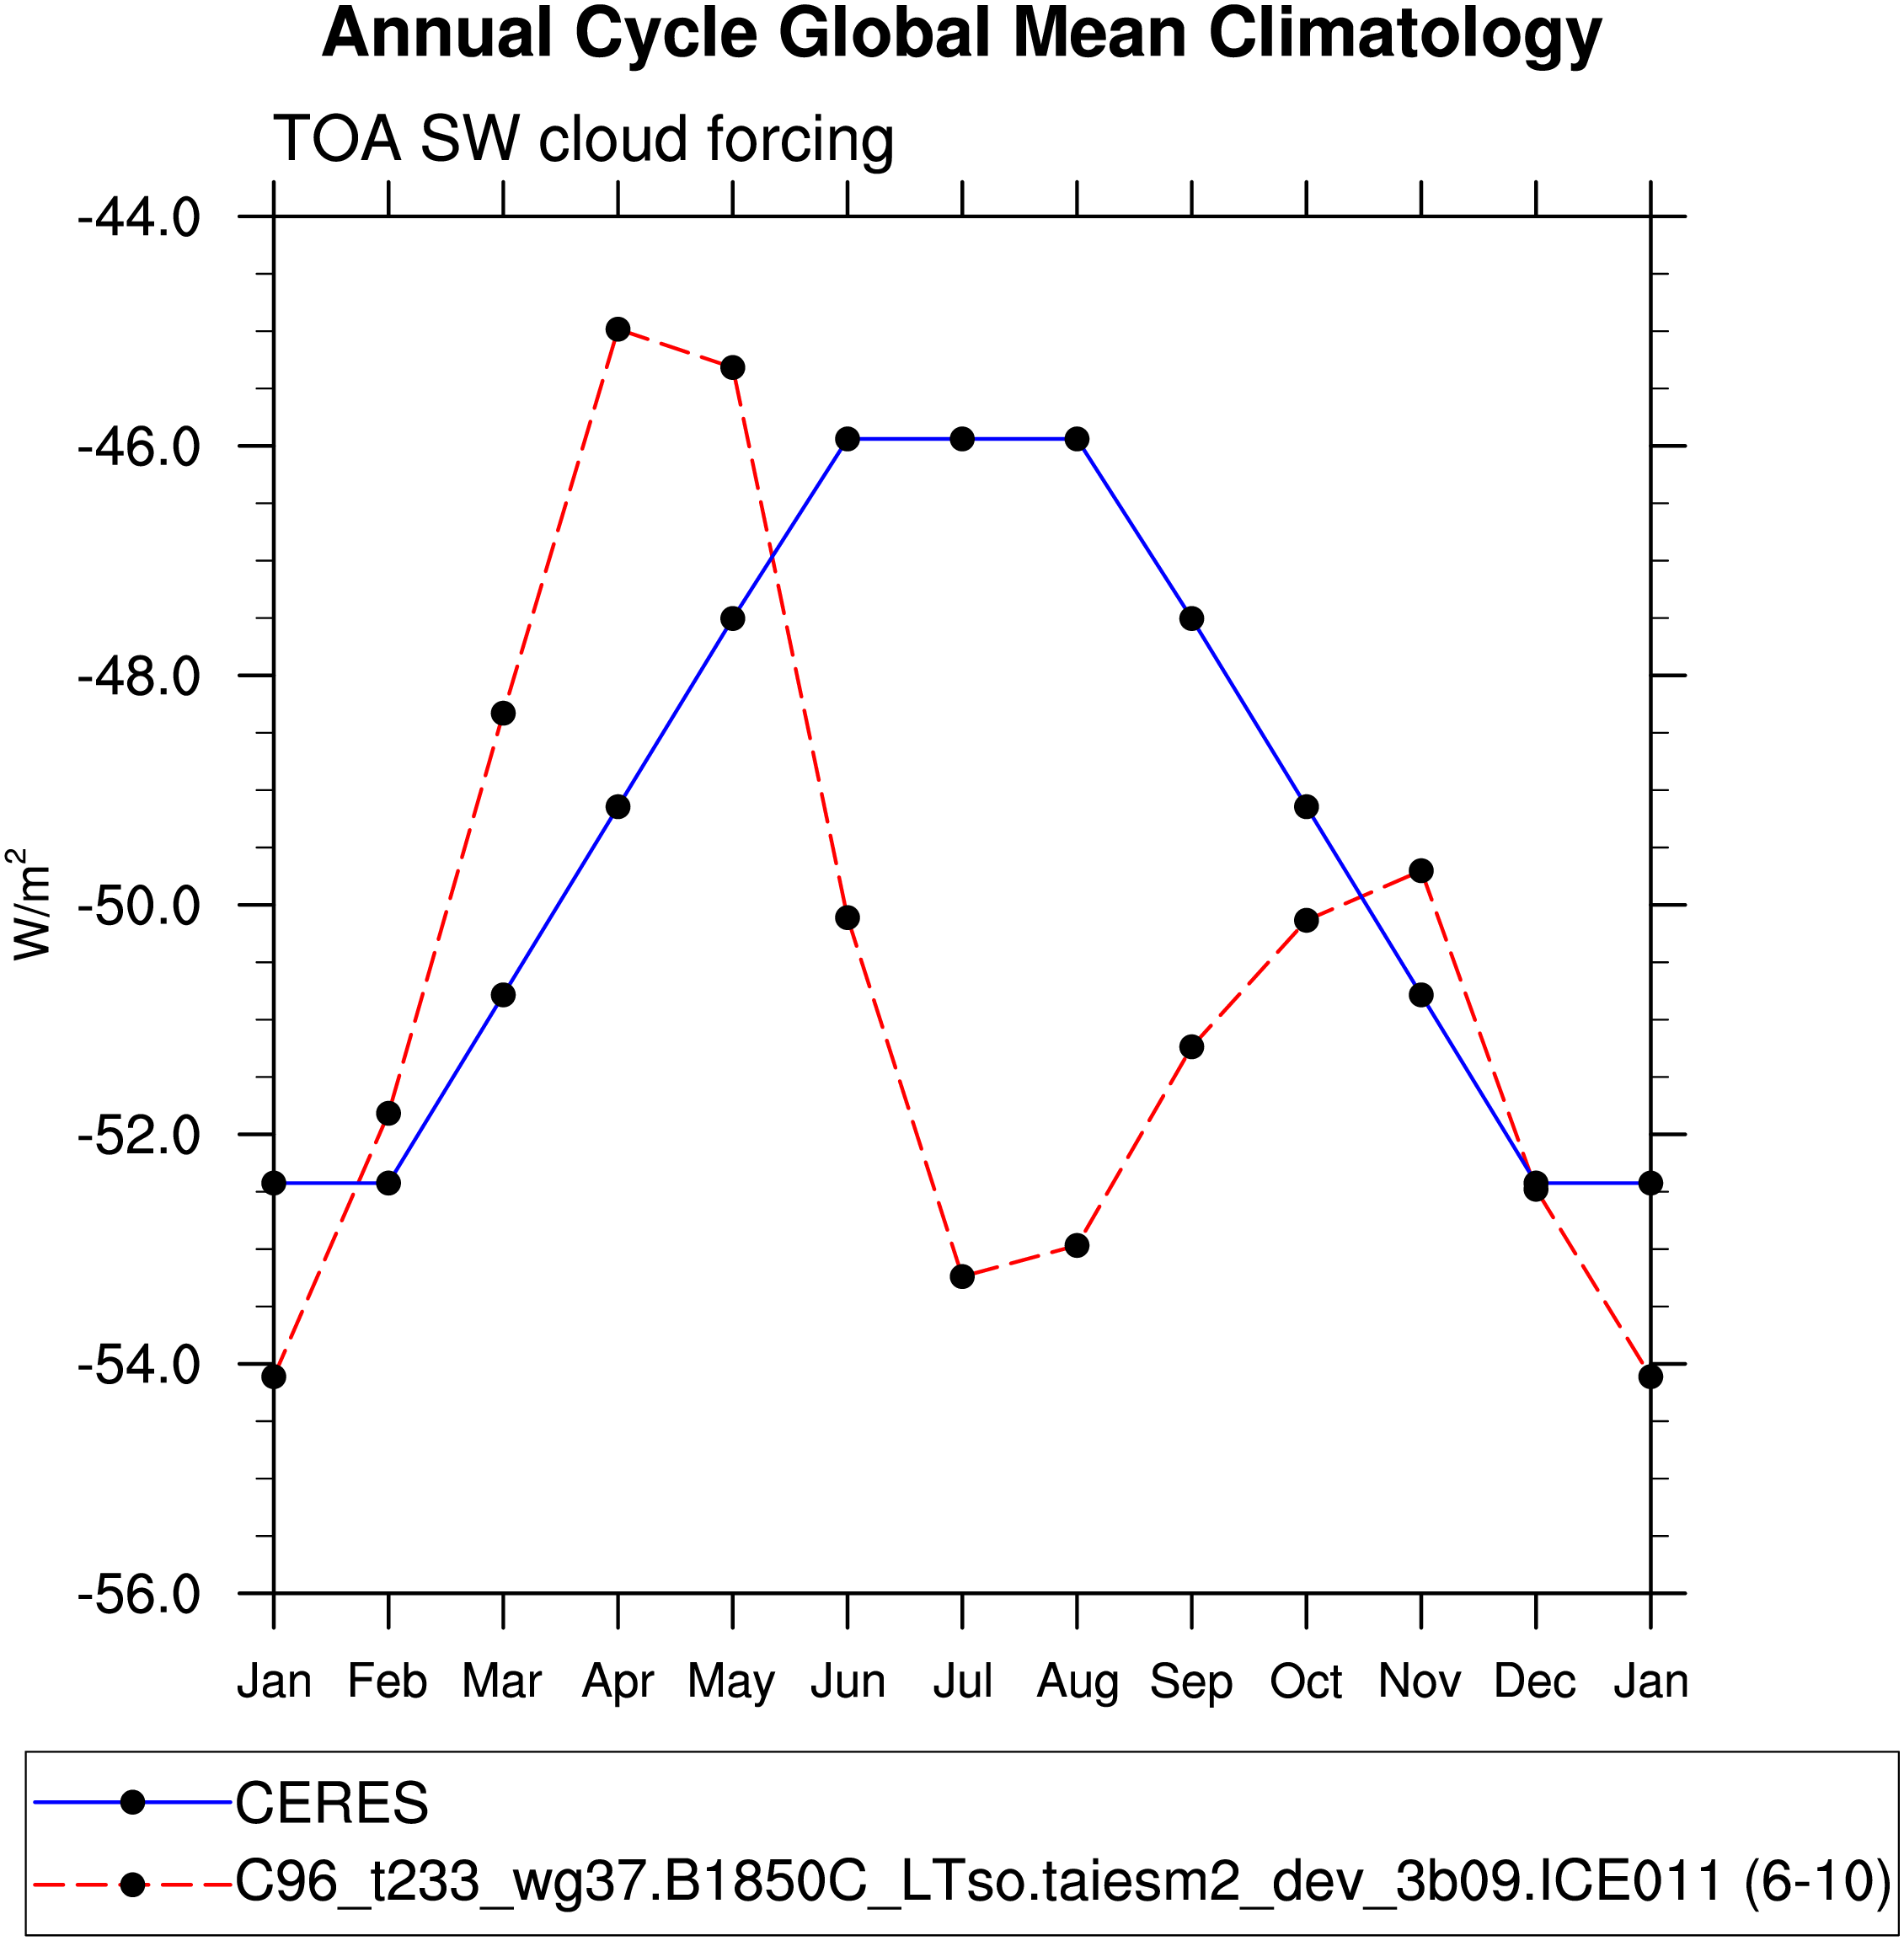 Annual Cycle Global Mean Climatology
TOA SW cloud forcing
-44.0
-46.0
-48.0
-50.0
-52.0
-54.0
-56.0
W/m²
Jan Feb Mar Apr May Jun Jul Aug Sep Oct Nov Dec Jan
CERES
C96_t233_wg37.B1850C_LTso.taiesm2_dev_3b09.ICE011 (6-10)